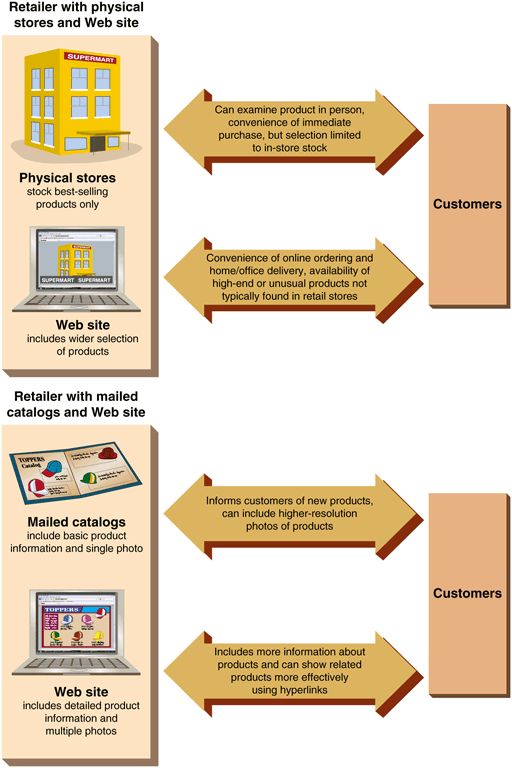 Retailer with physical
stores and Web site
SUPERMART
Can examine product in person,
convenience of immediate
purchase, but selection limited
to in-store stock
Physical stores
stock best-selling
products only
Customers
SUPERMART SUPERMART
Convenience of online ordering and
home/office delivery, availability of
high-end or unusual products not
typically found in retail stores
Web site
includes wider selection
of products
Retailer with mailed
catalogs and Web site
TOPPERS
Catalog
Informs customers of new products,
can include higher-resolution
photos of products
Mailed catalogs
include basic product
information and single photo
Customers
TOPPERS
Includes more information about
products and can show related
products more effectively
using hyperlinks
Web site
includes detailed product
information and
multiple photos